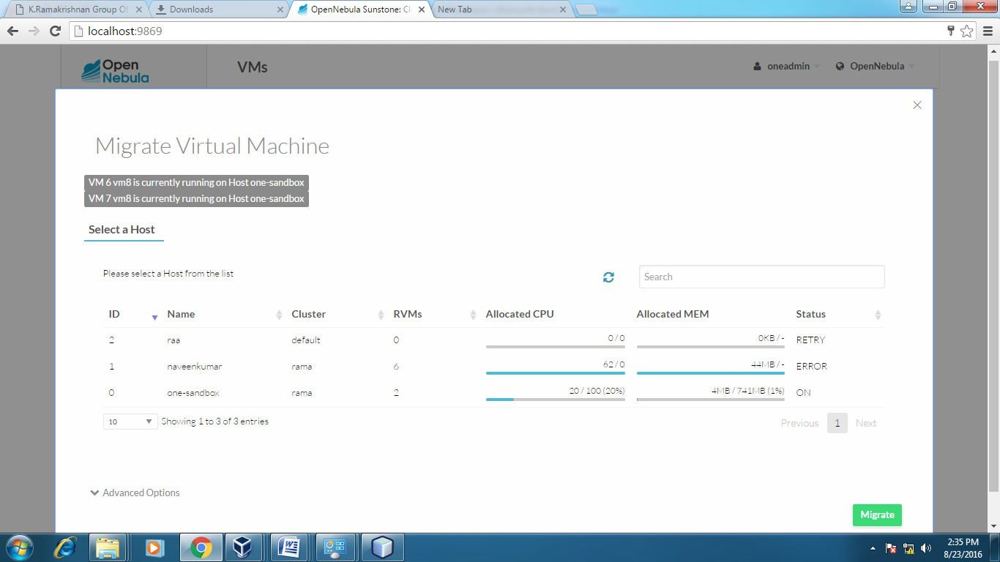 K.Ramakrishnan Group Of
Downloads
OpenNebula Sunstone: Cl
New Tab
localhost:9869
Open
Nebula
VMs
oneadmin
OpenNebula
Migrate Virtual Machine
VM 6 vm8 is currently running on Host one-sandbox
VM 7 vm8 is currently running on Host one-sandbox
Select a Host
Please select a Host from the list
Search
ID Name Cluster RVMs Allocated CPU Allocated MEM Status
2 raa default 0 0 / 0 0KB / - RETRY
1 naveenkumar rama 6 62 / 0 44MB / - ERROR
0 one-sandbox rama 2 20 / 100 (20%) 4MB / 741MB (1%) ON
10 Showing 1 to 3 of 3 entries
Previous 1 Next
Advanced Options
Migrate
2:35 PM
8/23/2016